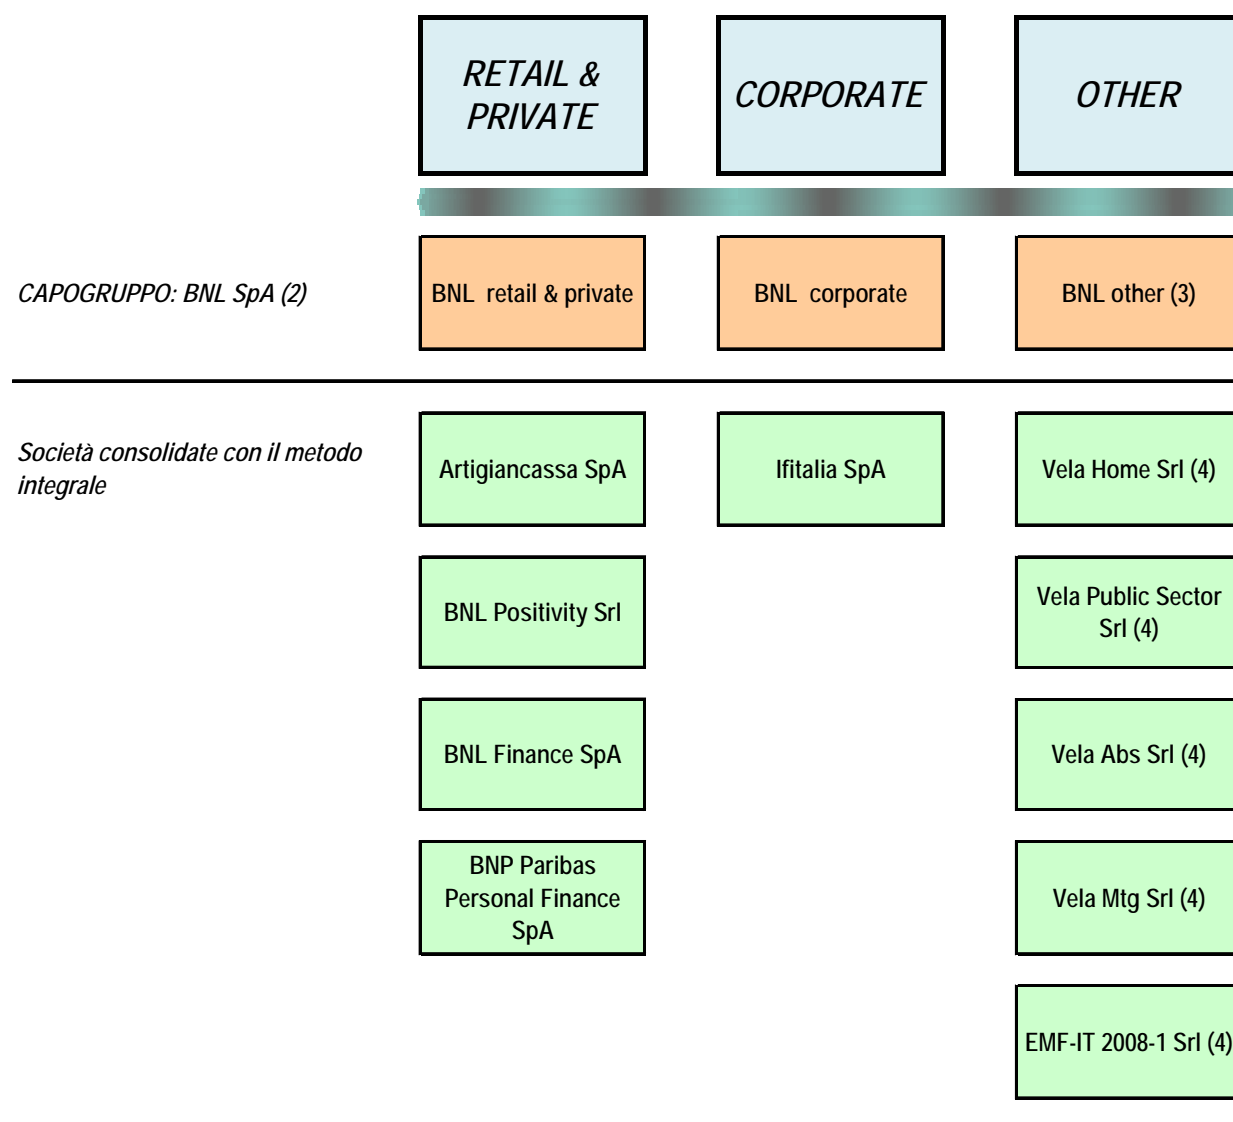 RETAIL &
PRIVATE
CORPORATE
OTHER
CAPOGRUPPO: BNL SpA (2)
BNL retail & private
BNL corporate
BNL other (3)
Società consolidate con il metodo
integrale
Artigiancassa SpA
Ifitalia SpA
Vela Home Srl (4)
BNL Positivity Srl
Vela Public Sector
Srl (4)
BNL Finance SpA
Vela Abs Srl (4)
BNP Paribas
Personal Finance
SpA
Vela Mtg Srl (4)
EMF-IT 2008-1 Srl (4)